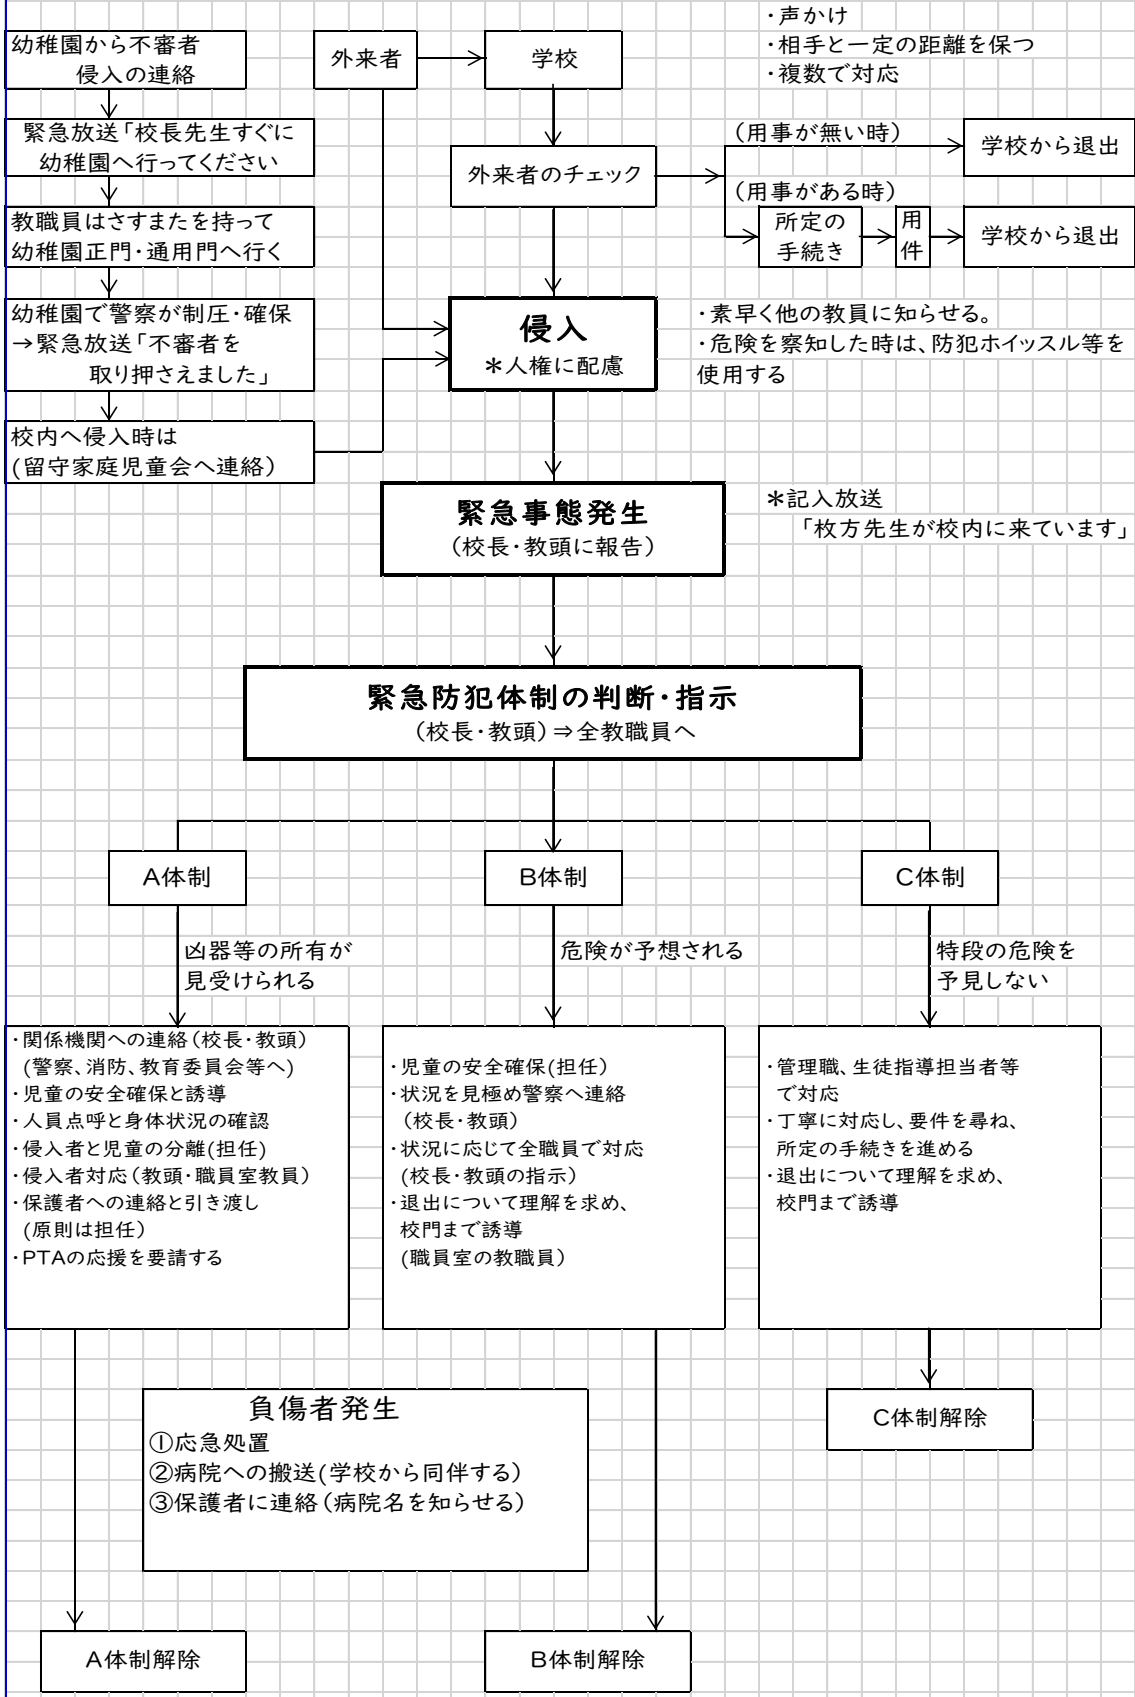 幼稚園から不審者
侵入の連絡
緊急放送「校長先生すぐに
幼稚園へ行ってください
教職員はさすまたを持って
幼稚園正門・通用門へ行く
幼稚園で警察が制圧・確保
→緊急放送「不審者を
取り押さえました」
校内へ侵入時は
(留守家庭児童会へ連絡)
外来者
学校
・声かけ
・相手と一定の距離を保つ
・複数で対応
外来者のチェック
(用事が無い時)
学校から退出
(用事がある時)
所定の
手続き
用
件
学校から退出
侵入
＊人権に配慮
・素早く他の教員に知らせる。
・危険を察知した時は、防犯ホイッスル等を
使用する
緊急事態発生
(校長・教頭に報告)
＊記入放送
「枚方先生が校内に来ています」
緊急防犯体制の判断・指示
(校長・教頭)⇒全教職員へ
A体制
B体制
C体制
凶器等の所有が
見受けられる
危険が予想される
特段の危険を
予見しない
・関係機関への連絡(校長・教頭)
(警察、消防、教育委員会等へ)
・児童の安全確保と誘導
・人員点呼と身体状況の確認
・侵入者と児童の分離(担任)
・侵入者対応(教頭・職員室教員)
・保護者への連絡と引き渡し
(原則は担任)
・PTAの応援を要請する
・児童の安全確保(担任)
・状況を見極め警察へ連絡
(校長・教頭)
・状況に応じて全職員で対応
(校長・教頭の指示)
・退出について理解を求め、
校門まで誘導
(職員室の教職員)
・管理職、生徒指導担当者等
で対応
・丁寧に対応し、要件を尋ね、
所定の手続きを進める
・退出について理解を求め、
校門まで誘導
負傷者発生
①応急処置
②病院への搬送(学校から同伴する)
③保護者に連絡(病院名を知らせる)
C体制解除
A体制解除
B体制解除